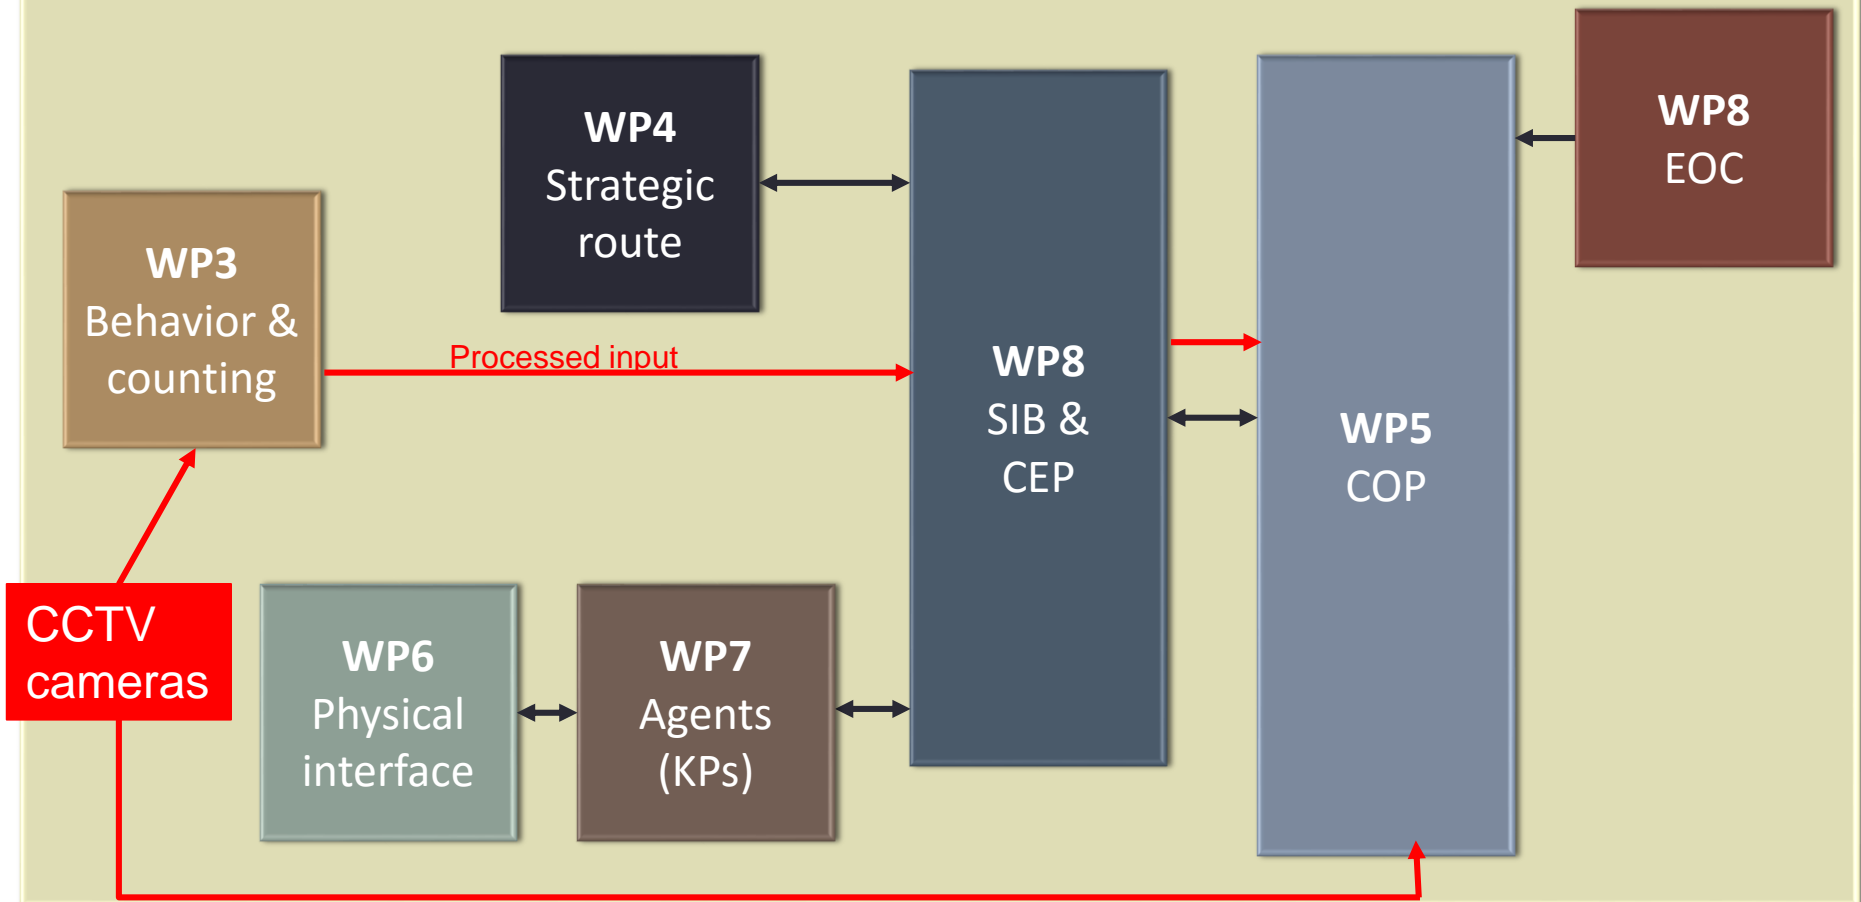 WP3
Behavior &
counting
WP4
Strategic
route
Processed input
CCTV
cameras
WP6
Physical
interface
WP7
Agents
(KPs)
WP8
SIB &
CEP
WP5
COP
WP8
EOC